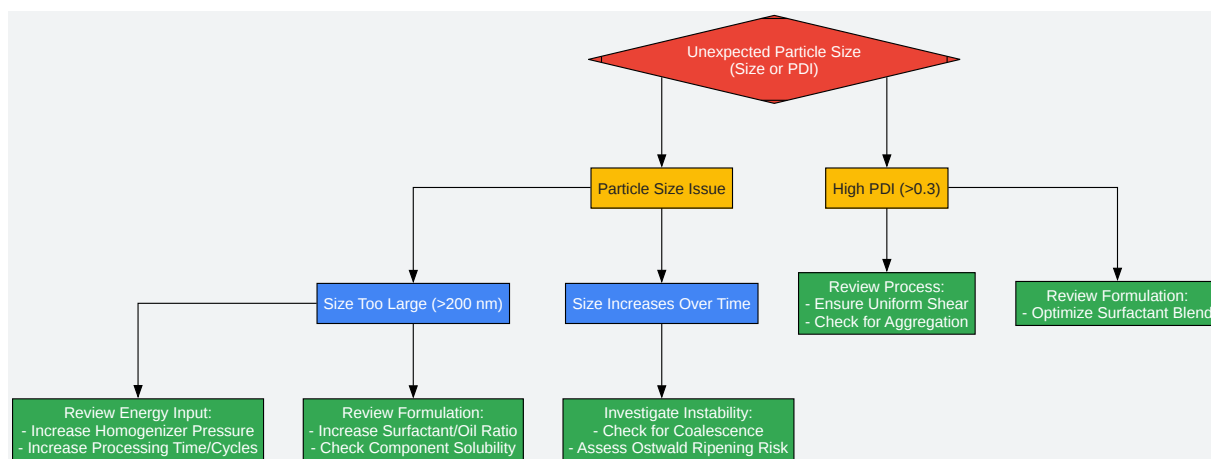 Unexpected Particle Size
(Size or PDI)
Particle Size Issue
High PDI (>0.3)
Size Too Large (>200 nm)
Size Increases Over Time
Review Process:
- Ensure Uniform Shear
- Check for Aggregation
Review Formulation:
- Optimize Surfactant Blend
Review Energy Input:
- Increase Homogenizer Pressure
- Increase Processing Time/Cycles
Review Formulation:
- Increase Surfactant/Oil Ratio
- Check Component Solubility
Investigate Instability:
- Check for Coalescence
- Assess Ostwald Ripening Risk